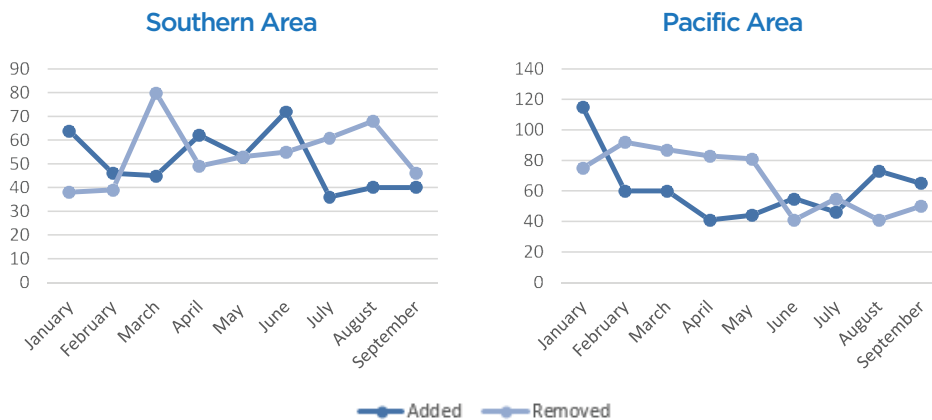 Southern Area
90
80
70
60
50
40
30
20
10
0
January
February
March
April
May
June
July
August
September
Pacific Area
140
120
100
80
60
40
20
0
January
February
March
April
May
June
July
August
September
Added Removed